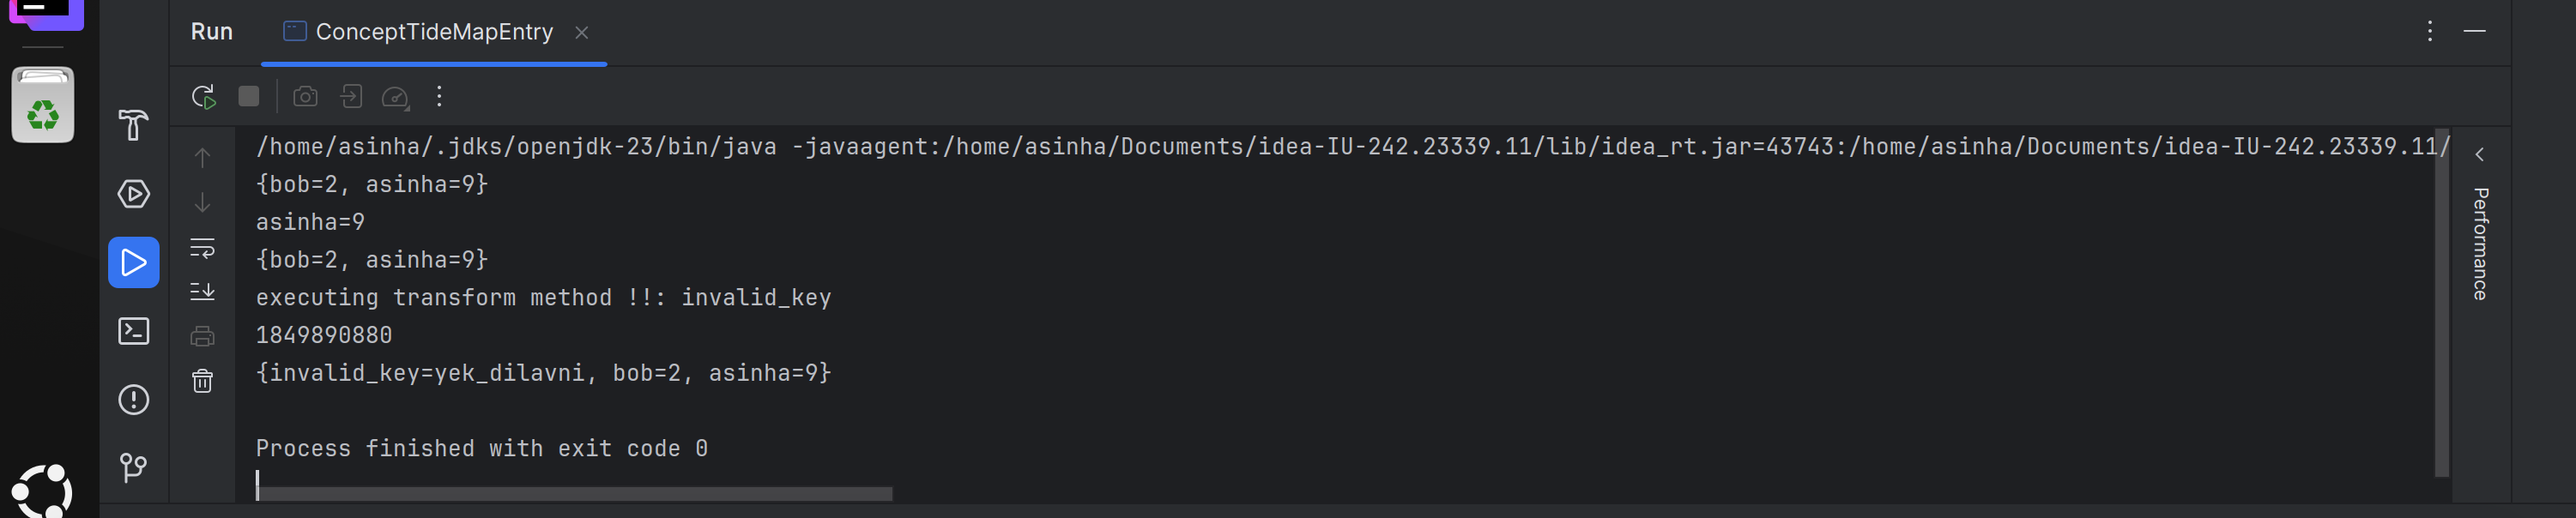 Run ConceptTideMapEntry
/home/asinha/.jdks/openjdk-23/bin/java -javaagent:/home/asinha/Documents/idea-IU-242.23339.11/lib/idea_rt.jar=43743:/home/asinha/Documents/idea-IU-242.23339.11/
{bob=2, asinha=9}
asinha=9
{bob=2, asinha=9}
executing transform method !!: invalid_key
1849890880
{invalid_key=yek_dilavni, bob=2, asinha=9}
Process finished with exit code 0
Performance